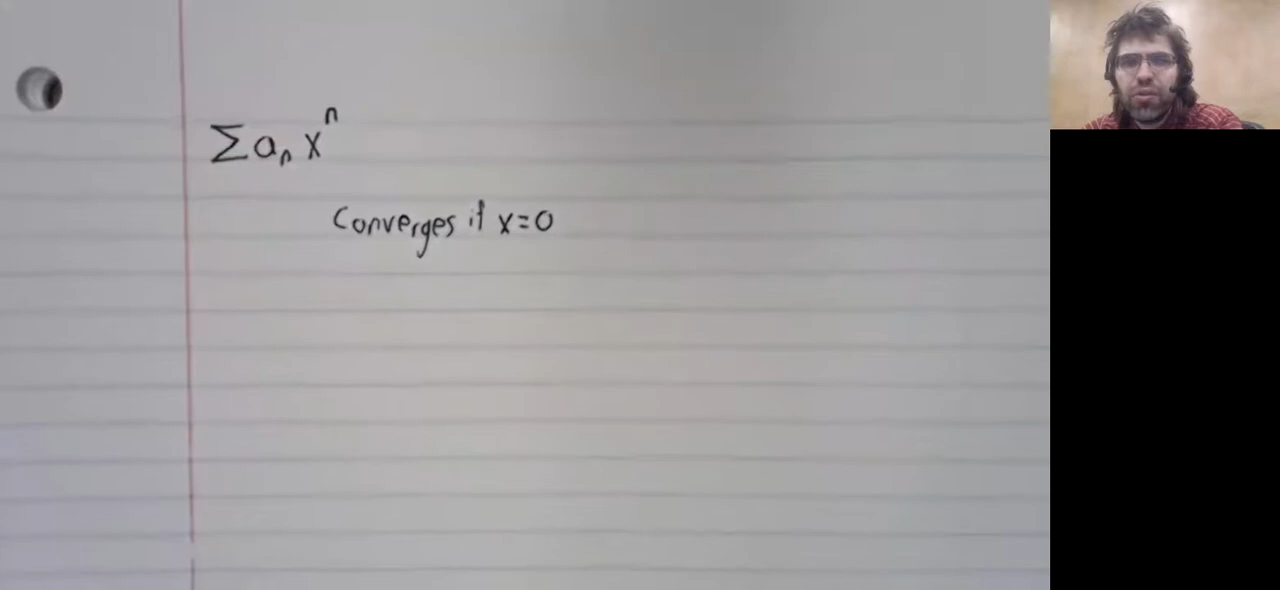 ∑ aₙ xⁿ
Converges if x=0